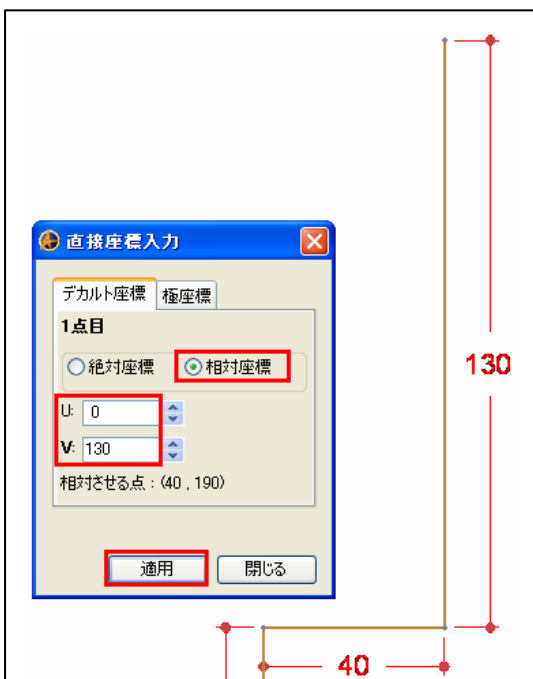 直接座標入力
デカルト座標 極座標
1点目
絶対座標 相対座標
U: 0
V: 130
相対させる点 : (40 , 190)
適用 閉じる
130
40